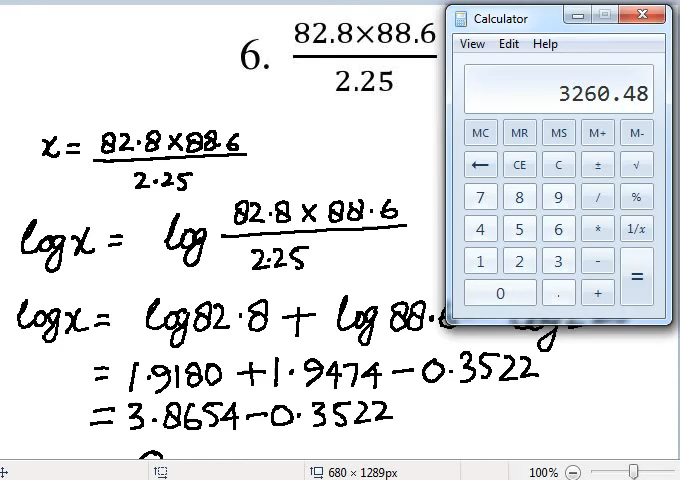 6. 82.8×88.6
2.25
x = 82.8×88.6
2.25
log x = log 82.8 × 88.6
2.25
log x = log 82.8 + log 88.
= 1.9180 + 1.9474 - 0.3522
= 3.8654 - 0.3522
Calculator
View Edit Help
3260.48
MC MR MS M+ M-
← CE C ± √
7 8 9 / %
4 5 6 * 1/x
1 2 3 - =
0 . +
680 × 1289px 100%